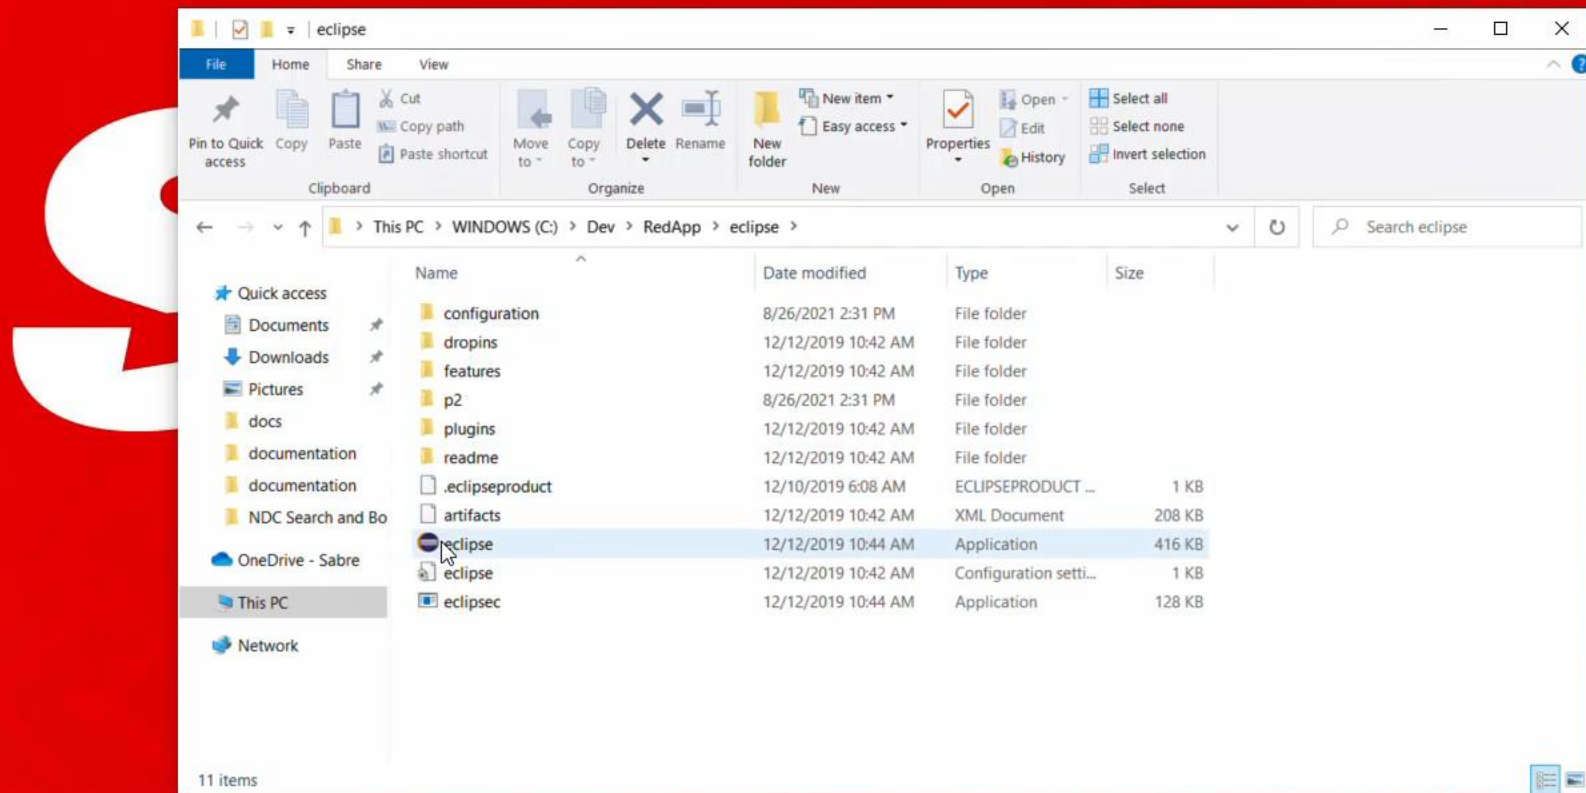 eclipse
File Home Share View
Pin to Quick access
Copy
Paste
Cut
Copy path
Paste shortcut
Clipboard
Move to
Copy to
Delete
Rename
Organize
New folder
New item
Easy access
New
Properties
Open
Edit
History
Open
Select all
Select none
Invert selection
Select
This PC > WINDOWS (C:) > Dev > RedApp > eclipse >
Search eclipse
Quick access
Documents
Downloads
Pictures
docs
documentation
documentation
NDC Search and Bo
OneDrive - Sabre
This PC
Network
Name Date modified Type Size
configuration 8/26/2021 2:31 PM File folder
dropins 12/12/2019 10:42 AM File folder
features 12/12/2019 10:42 AM File folder
p2 8/26/2021 2:31 PM File folder
plugins 12/12/2019 10:42 AM File folder
readme 12/12/2019 10:42 AM File folder
.eclipseproduct 12/10/2019 6:08 AM ECLIPSEPRODUCT ... 1 KB
artifacts 12/12/2019 10:42 AM XML Document 208 KB
eclipse 12/12/2019 10:44 AM Application 416 KB
eclipse 12/12/2019 10:42 AM Configuration setti... 1 KB
eclipsec 12/12/2019 10:44 AM Application 128 KB
11 items